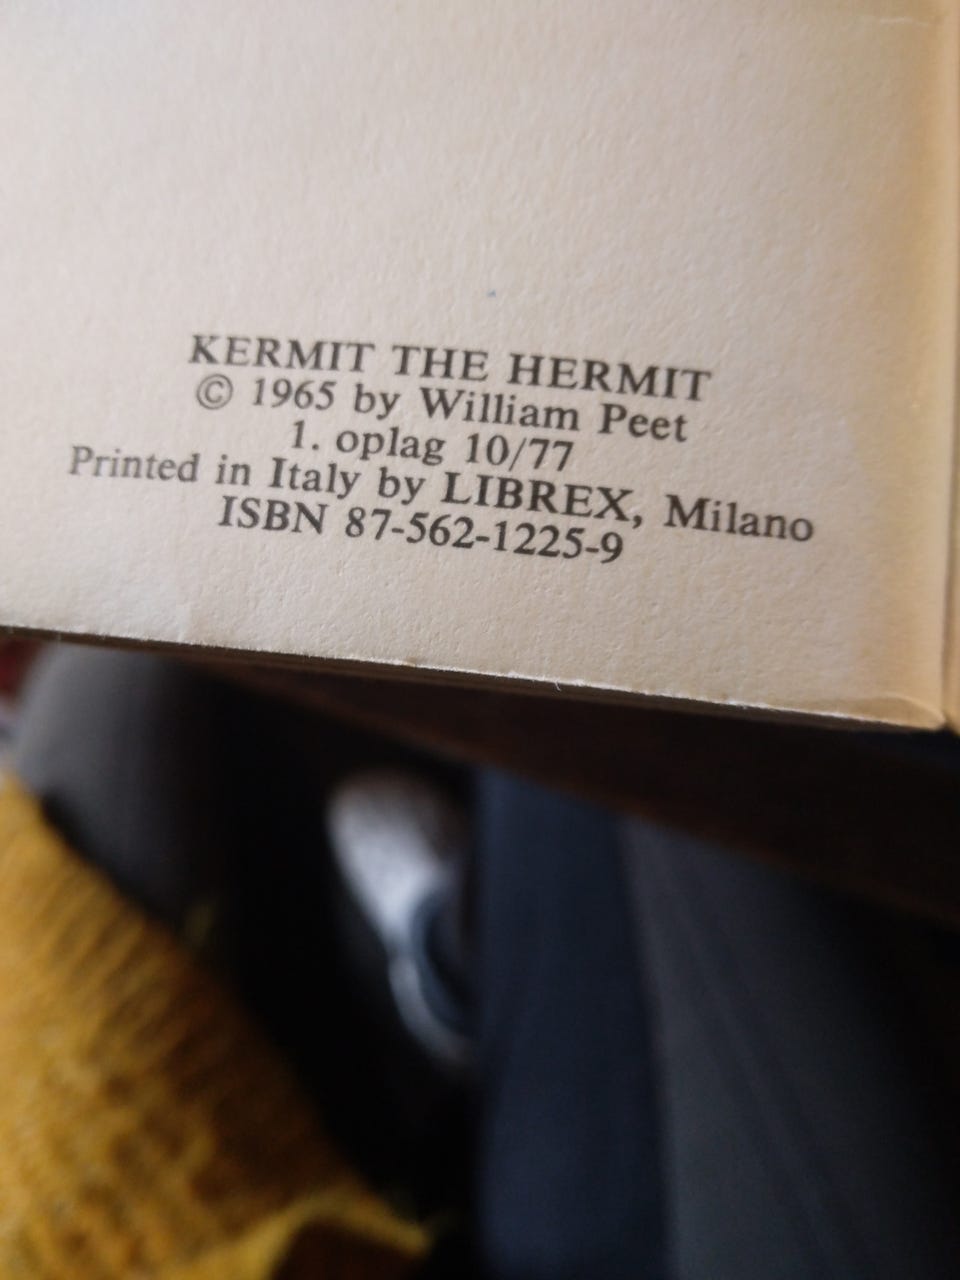 KERMIT THE HERMIT
© 1965 by William Peet
1. oplag 10/77
Printed in Italy by LIBREX, Milano
ISBN 87-562-1225-9